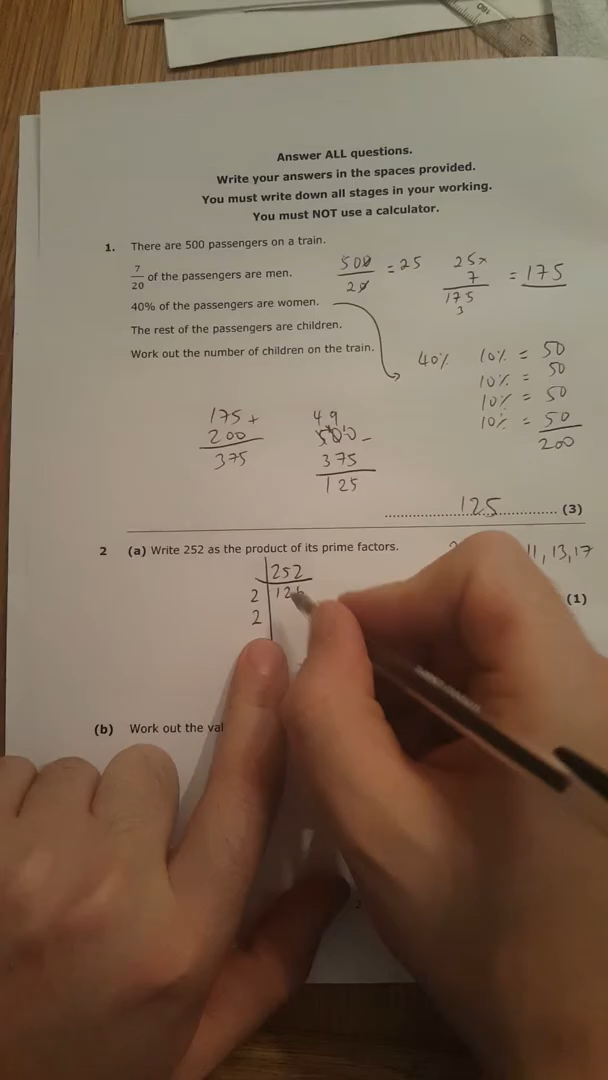 Answer ALL questions.
Write your answers in the spaces provided.
You must write down all stages in your working.
You must NOT use a calculator.
1. There are 500 passengers on a train.
7/20 of the passengers are men.
500/20 = 25
25×
7
175
3
= 175
40% of the passengers are women.
The rest of the passengers are children.
Work out the number of children on the train.
40% 10% = 50
10% = 50
10% = 50
10% = 50
200
175 +
200
375
4 9
500 -
375
125
125 (3)
2 (a) Write 252 as the product of its prime factors.
11, 13, 17
252
2 126
2
(1)
(b) Work out the
2